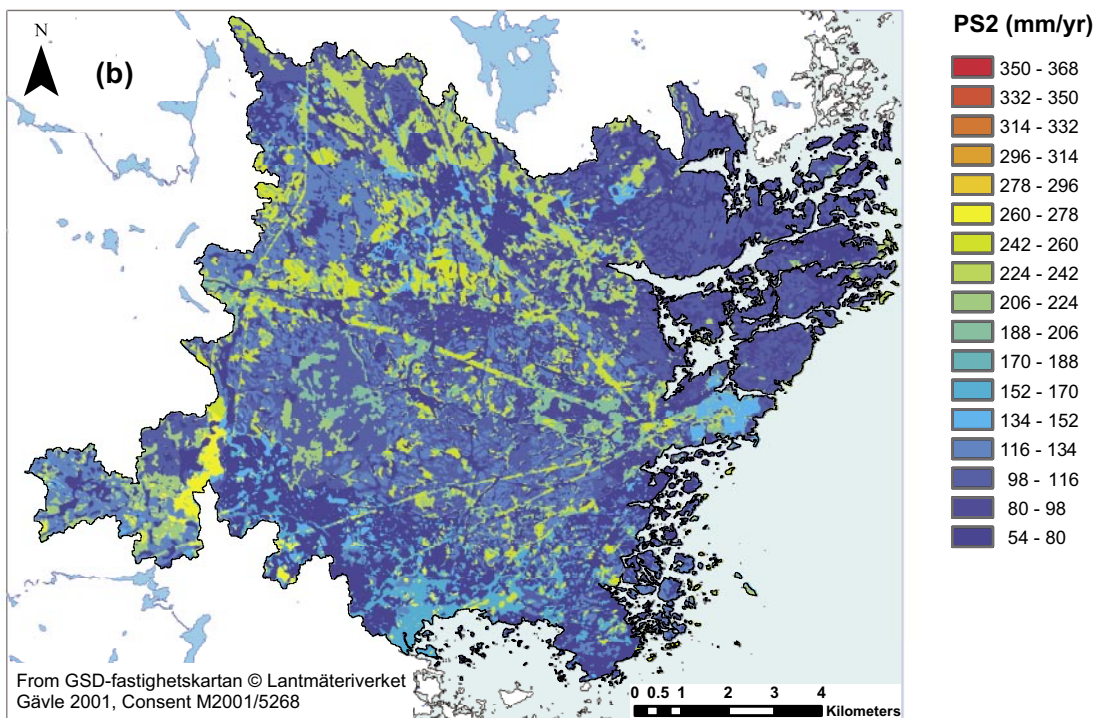 N
(b)
PS2 (mm/yr)
350 - 368
332 - 350
314 - 332
296 - 314
278 - 296
260 - 278
242 - 260
224 - 242
206 - 224
188 - 206
170 - 188
152 - 170
134 - 152
116 - 134
98 - 116
80 - 98
54 - 80
From GSD-fastighetskartan © Lantmäteriverket
Gävle 2001, Consent M2001/5268
0 0.5 1 2 3 4
Kilometers